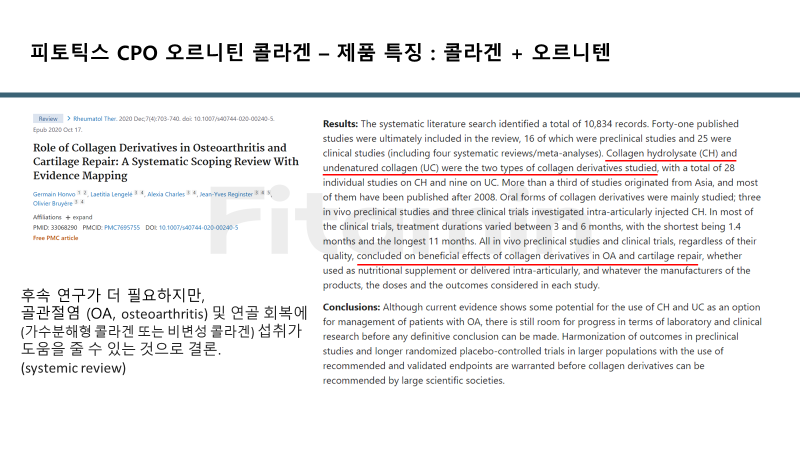 피토틱스 CPO 오르니틴 콜라겐 – 제품 특징 : 콜라겐 + 오르니텐
Review > Rheumatol Ther. 2020 Dec;7(4):703-740. doi: 10.1007/s40744-020-00240-5.
Epub 2020 Oct 17.
Role of Collagen Derivatives in Osteoarthritis and
Cartilage Repair: A Systematic Scoping Review With
Evidence Mapping
Germain Honvo 1 2, Laetitia Lengelé 3 4, Alexia Charles 3 4, Jean-Yves Reginster 3 4 5,
Olivier Bruyère 3 4
Affiliations + expand
PMID: 33068290 PMCID: PMC7695755 DOI: 10.1007/s40744-020-00240-5
Free PMC article
후속 연구가 더 필요하지만,
골관절염 (OA, osteoarthritis) 및 연골 회복에
(가수분해형 콜라겐 또는 비변성 콜라겐) 섭취가
도움을 줄 수 있는 것으로 결론.
(systemic review)
Results: The systematic literature search identified a total of 10,834 records. Forty-one published
studies were ultimately included in the review, 16 of which were preclinical studies and 25 were
clinical studies (including four systematic reviews/meta-analyses). Collagen hydrolysate (CH) and
undenatured collagen (UC) were the two types of collagen derivatives studied, with a total of 28
individual studies on CH and nine on UC. More than a third of studies originated from Asia, and most
of them have been published after 2008. Oral forms of collagen derivatives were mainly studied; three
in vivo preclinical studies and three clinical trials investigated intra-articularly injected CH. In most of
the clinical trials, treatment durations varied between 3 and 6 months, with the shortest being 1.4
months and the longest 11 months. All in vivo preclinical studies and clinical trials, regardless of their
quality, concluded on beneficial effects of collagen derivatives in OA and cartilage repair, whether
used as nutritional supplement or delivered intra-articularly, and whatever the manufacturers of the
products, the doses and the outcomes considered in each study.
Conclusions: Although current evidence shows some potential for the use of CH and UC as an option
for management of patients with OA, there is still room for progress in terms of laboratory and clinical
research before any definitive conclusion can be made. Harmonization of outcomes in preclinical
studies and longer randomized placebo-controlled trials in larger populations with the use of
recommended and validated endpoints are warranted before collagen derivatives can be
recommended by large scientific societies.